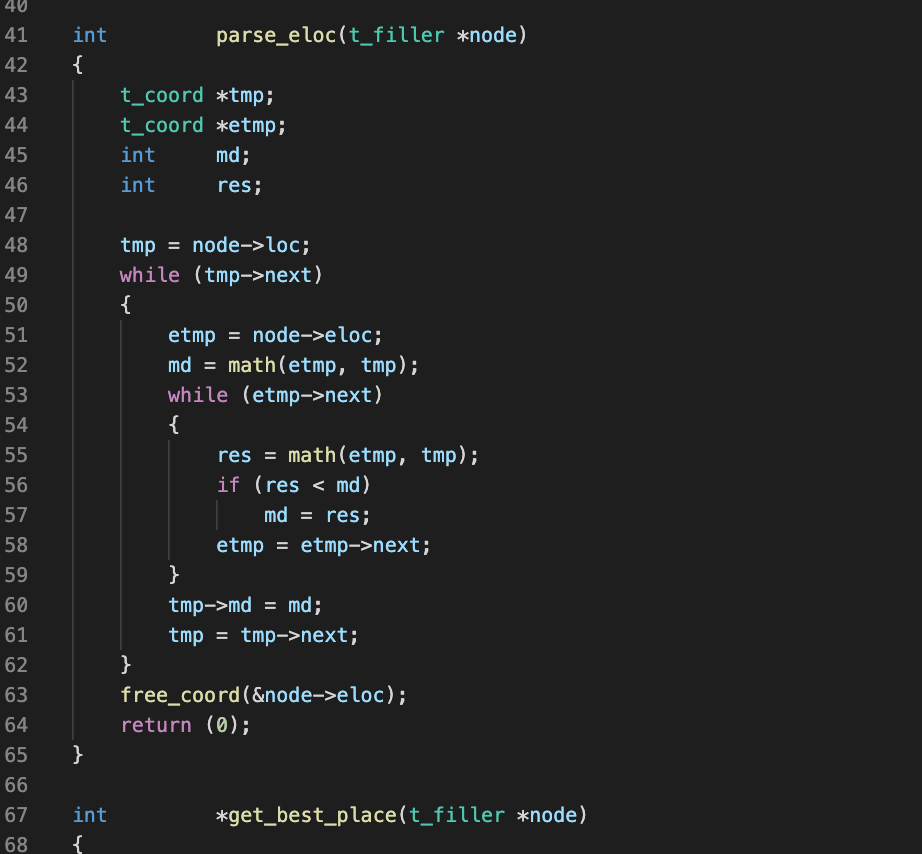 40
41 int parse_eloc(t_filler *node)
42 {
43 t_coord *tmp;
44 t_coord *etmp;
45 int md;
46 int res;
47
48 tmp = node->loc;
49 while (tmp->next)
50 {
51 etmp = node->eloc;
52 md = math(etmp, tmp);
53 while (etmp->next)
54 {
55 res = math(etmp, tmp);
56 if (res < md)
57 md = res;
58 etmp = etmp->next;
59 }
60 tmp->md = md;
61 tmp = tmp->next;
62 }
63 free_coord(&node->eloc);
64 return (0);
65 }
66
67 int *get_best_place(t_filler *node)
68 {